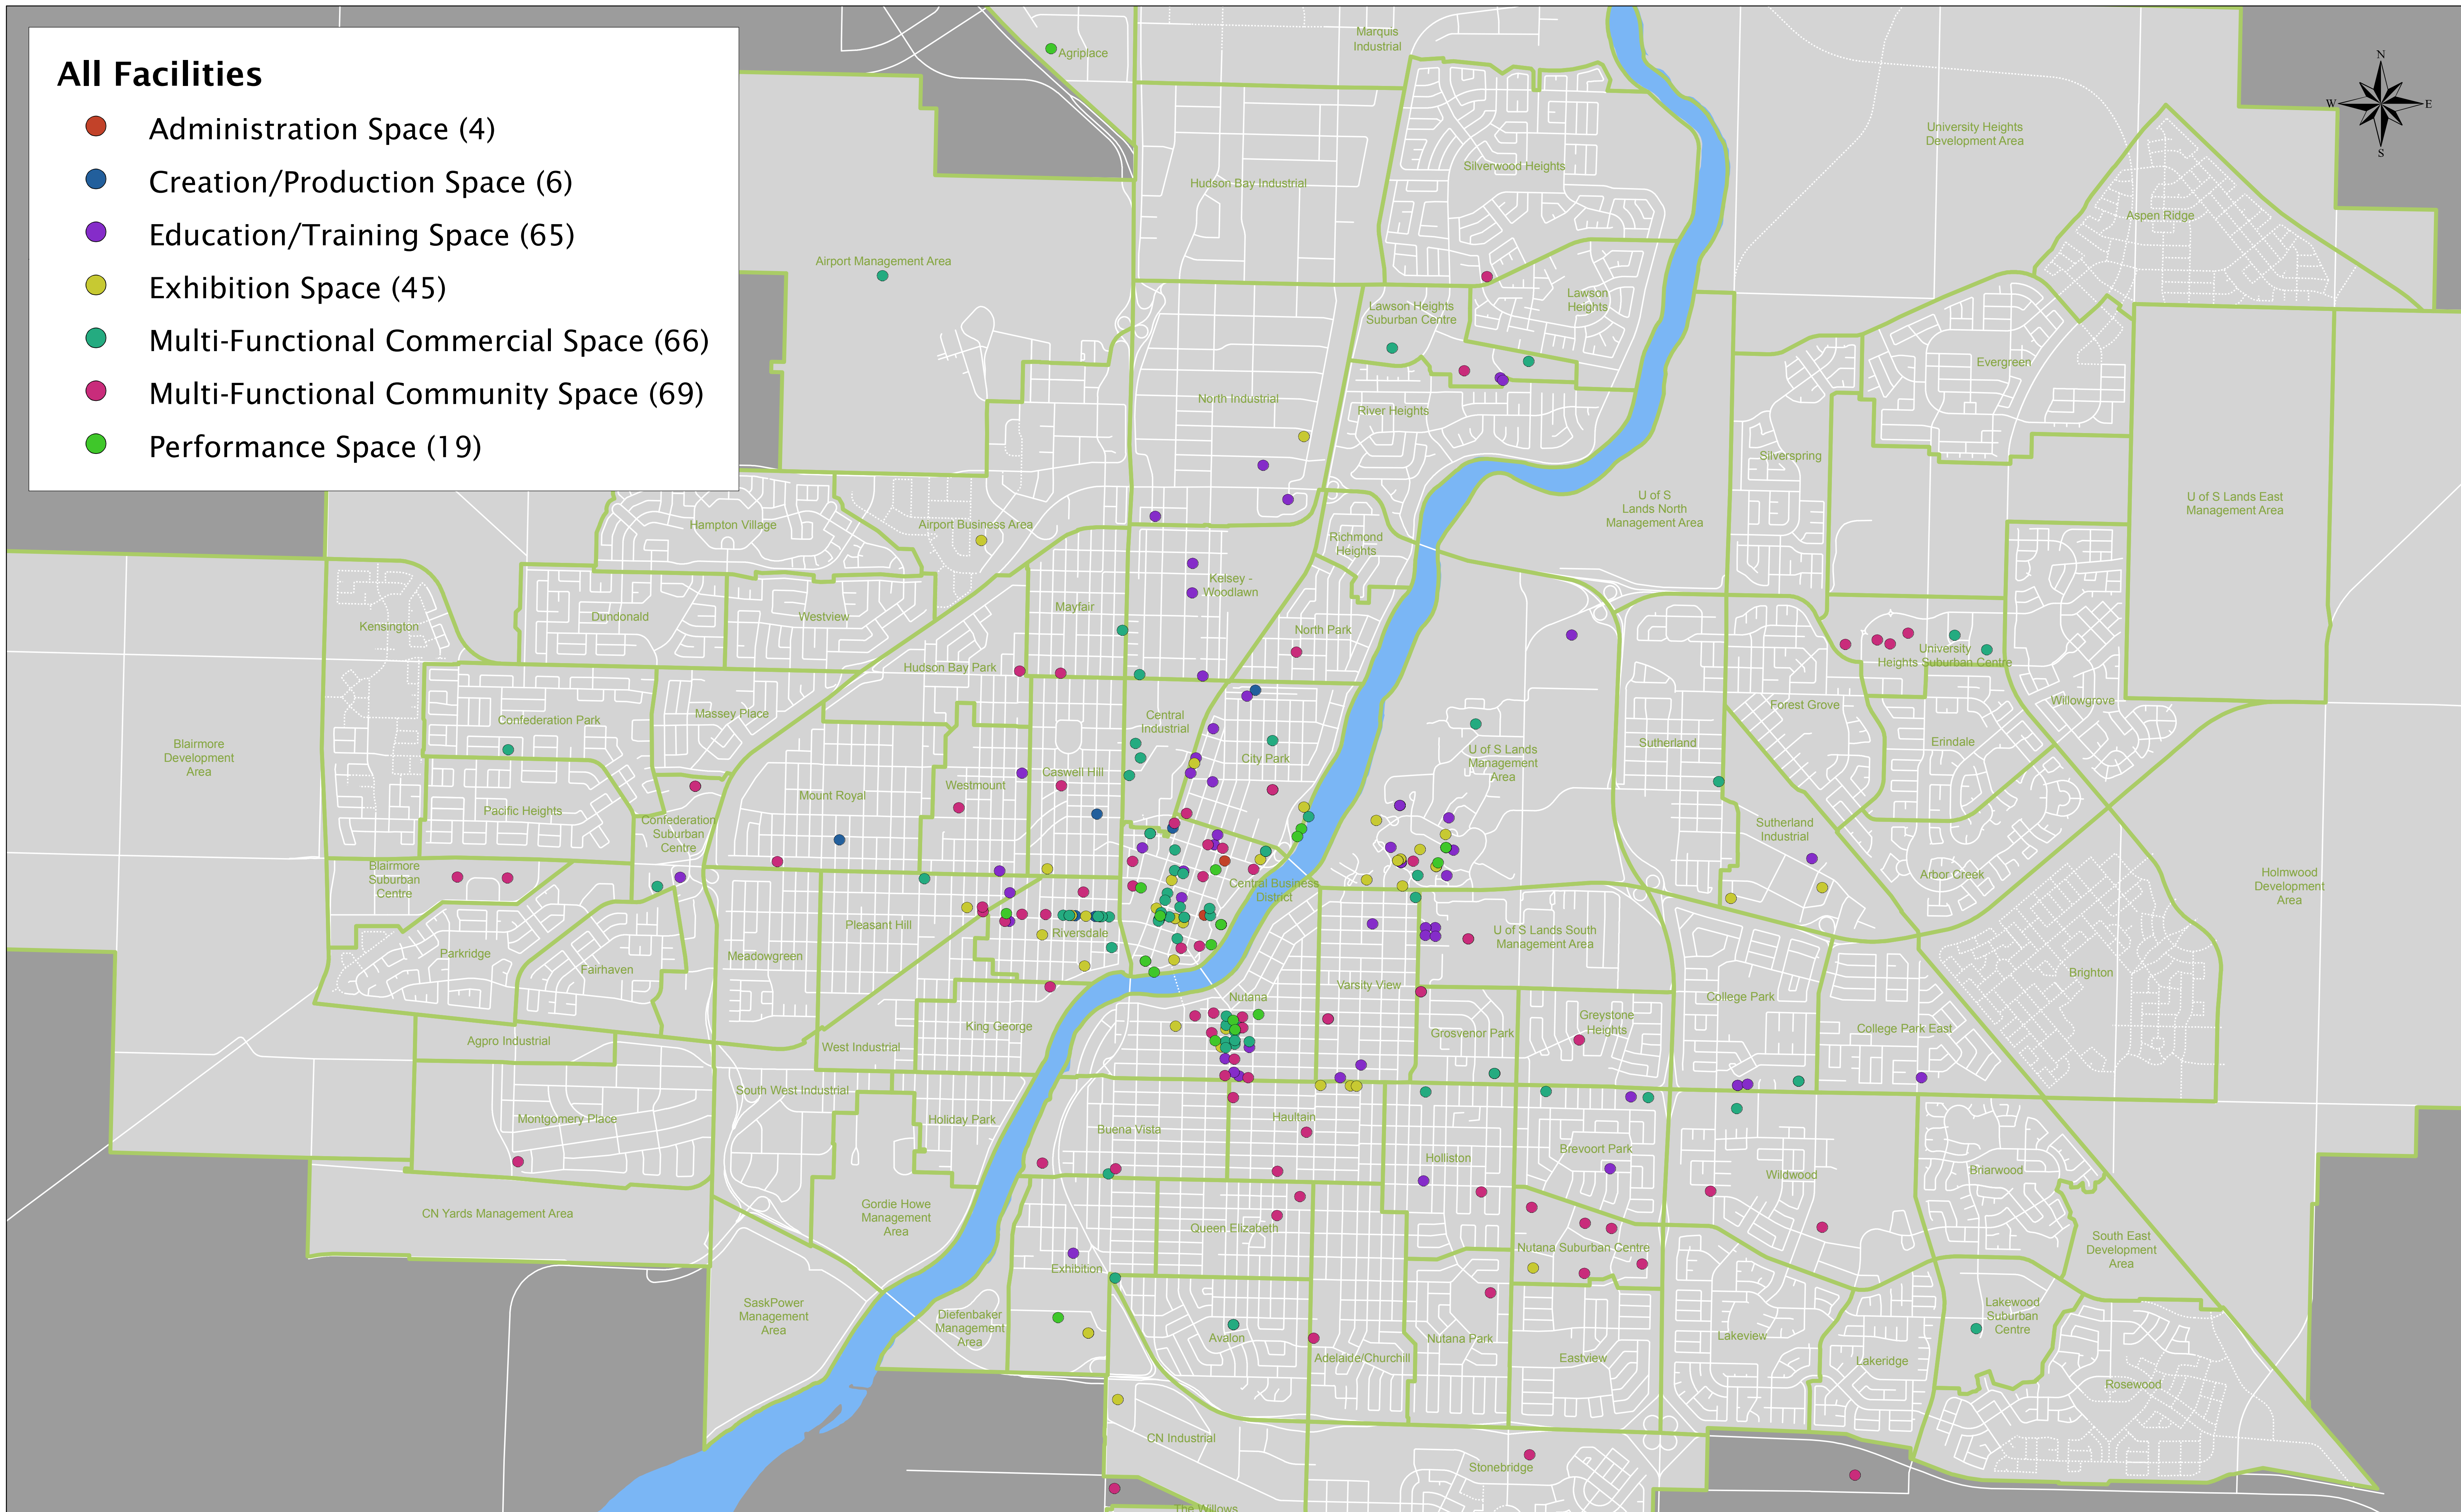 All Facilities
Administration Space (4)
Creation/Production Space (6)
Education/Training Space (65)
Exhibition Space (45)
Multi-Functional Commercial Space (66)
Multi-Functional Community Space (69)
Performance Space (19)
N
W
E
S
Agriplace
Marquis
Industrial
University Heights
Development Area
Silverwood Heights
Hudson Bay Industrial
Aspen Ridge
Airport Management Area
Lawson
Heights
Lawson Heights
Suburban Centre
Evergreen
North Industrial
River Heights
Silverspring
U of S
Lands North
Management Area
U of S Lands East
Management Area
Hampton Village
Airport Business Area
Richmond
Heights
Kelsey -
Woodlawn
Mayfair
Dundonald
Westview
Kensington
North Park
University
Heights Suburban Centre
Hudson Bay Park
Willowgrove
Forest Grove
Massey Place
Confederation Park
Central
Industrial
Sutherland
Erindale
Blairmore
Development
Area
City Park
U of S Lands
Management
Area
Caswell Hill
Westmount
Mount Royal
Pacific Heights
Confederation
Suburban
Centre
Sutherland
Industrial
Blairmore
Suburban
Centre
Central Business
District
Arbor Creek
Holmwood
Development
Area
Pleasant Hill
Riversdale
U of S Lands South
Management Area
Parkridge
Meadowgreen
Fairhaven
Brighton
Varsity View
Nutana
College Park
King George
Grosvenor Park
Greystone
Heights
College Park East
Agpro Industrial
West Industrial
South West Industrial
Montgomery Place
Holiday Park
Haultain
Buena Vista
Brevoort Park
Holliston
Briarwood
Wildwood
CN Yards Management Area
Gordie Howe
Management
Area
Queen Elizabeth
Nutana Suburban Centre
South East
Development
Area
Exhibition
SaskPower
Management
Area
Diefenbaker
Management
Area
Lakewood
Suburban
Centre
Avalon
Nutana Park
Lakeview
Adelaide/Churchill
Eastview
Lakeridge
Rosewood
CN Industrial
Stonebridge
The Willows